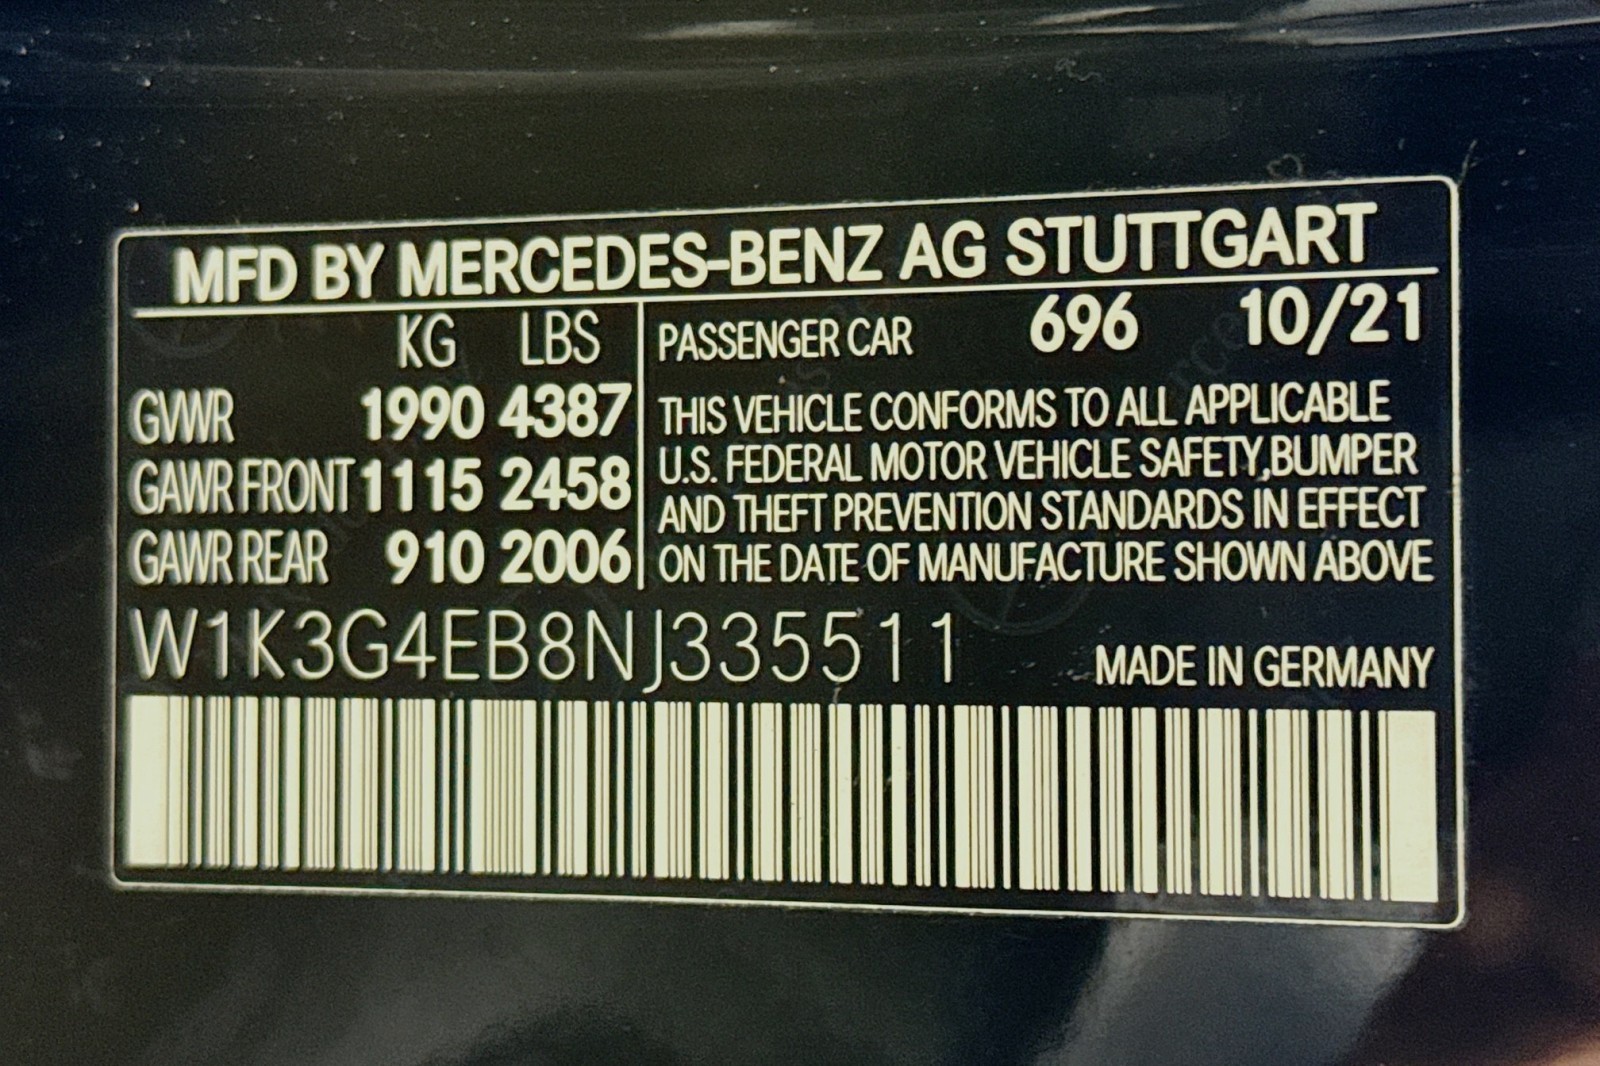 MFD BY MERCEDES-BENZ AG STUTTGART
KG LBS
GVWR 1990 4387
GAWR FRONT 1115 2458
GAWR REAR 910 2006
PASSENGER CAR 696 10/21
THIS VEHICLE CONFORMS TO ALL APPLICABLE
U.S. FEDERAL MOTOR VEHICLE SAFETY,BUMPER
AND THEFT PREVENTION STANDARDS IN EFFECT
ON THE DATE OF MANUFACTURE SHOWN ABOVE
W1K3G4EB8NJ335511
MADE IN GERMANY